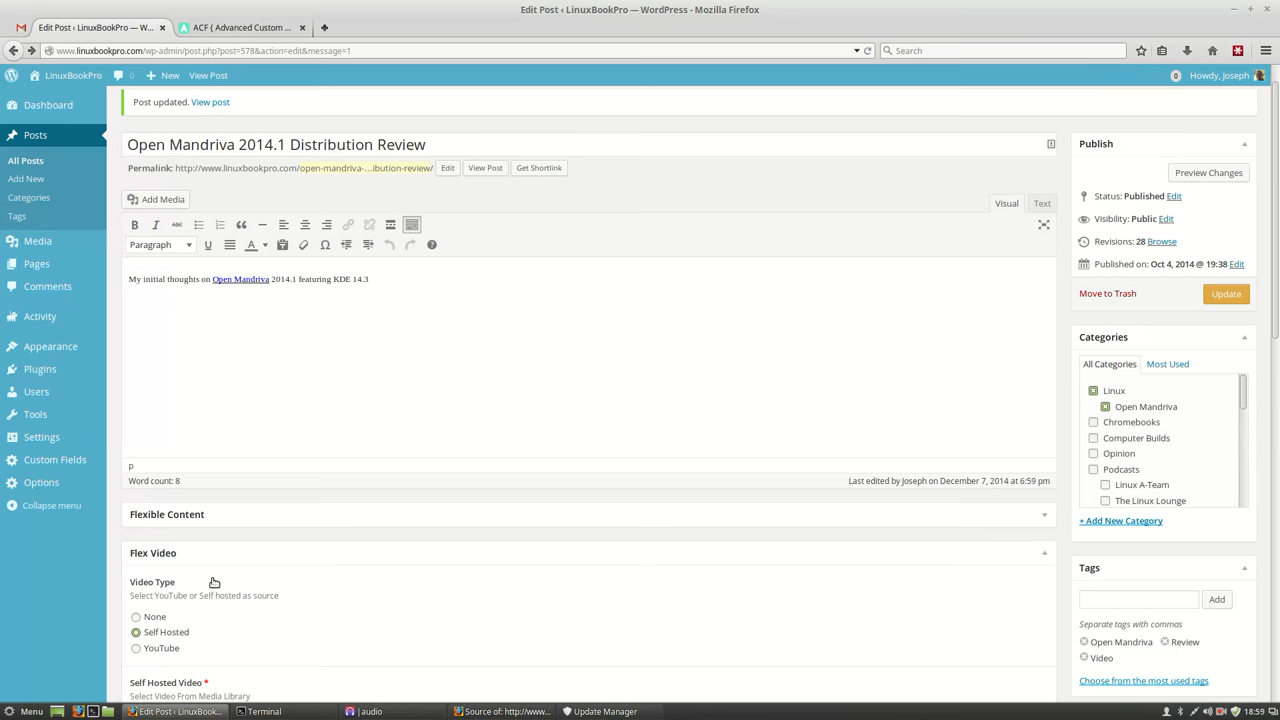 Edit Post ‹ LinuxBookPro — WordPress - Mozilla Firefox
Edit Post ‹ LinuxBookPro — W...
ACF { Advanced Custom ...
www.linuxbookpro.com/wp-admin/post.php?post=578&action=edit&message=1
Search
LinuxBookPro
0
New
View Post
0
Howdy, Joseph
Dashboard
Posts
All Posts
Add New
Categories
Tags
Media
Pages
Comments
Activity
Appearance
Plugins
Users
Tools
Settings
Custom Fields
Options
Collapse menu
Post updated. View post
Open Mandriva 2014.1 Distribution Review
Permalink: http://www.linuxbookpro.com/open-mandriva-...ibution-review/
Edit
View Post
Get Shortlink
Add Media
Visual
Text
B
I
ABC
Paragraph
U
A
My initial thoughts on Open Mandriva 2014.1 featuring KDE 14.3
p
Word count: 8
Last edited by Joseph on December 7, 2014 at 6:59 pm
Flexible Content
Flex Video
Video Type
Select YouTube or Self hosted as source
None
Self Hosted
YouTube
Self Hosted Video *
Select Video From Media Library
Publish
Preview Changes
Status: Published Edit
Visibility: Public Edit
Revisions: 28 Browse
Published on: Oct 4, 2014 @ 19:38 Edit
Move to Trash
Update
Categories
All Categories
Most Used
Linux
Open Mandriva
Chromebooks
Computer Builds
Opinion
Podcasts
Linux A-Team
The Linux Lounge
+ Add New Category
Tags
Add
Separate tags with commas
Open Mandriva
Review
Video
Choose from the most used tags
Menu
Edit Post ‹ LinuxBook...
Terminal
audio
Source of: http://www...
Update Manager
18:59